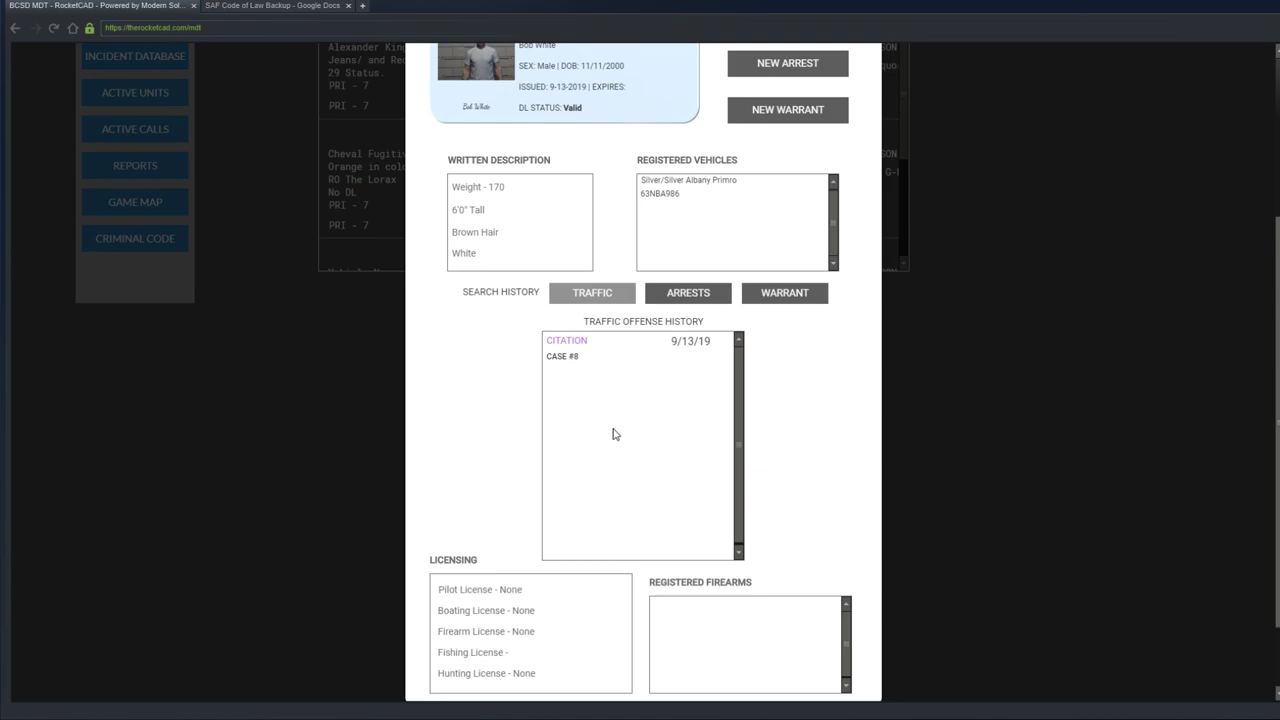 BCSD MDT - RocketCAD - Powered by Modern Sol... ×
SAF Code of Law Backup - Google Docs ×
https://therocketcad.com/mdt
INCIDENT DATABASE
ACTIVE UNITS
ACTIVE CALLS
REPORTS
GAME MAP
CRIMINAL CODE
Alexander King
Jeans/ and Red
29 Status.
PRI - 7
PRI - 7
Cheval Fugitiv
Orange in colo
RO The Lorax
No DL
PRI - 7
PRI - 7
Bob White
SEX: Male | DOB: 11/11/2000
ISSUED: 9-13-2019 | EXPIRES:
DL STATUS: Valid
Bob White
NEW ARREST
NEW WARRANT
WRITTEN DESCRIPTION
Weight - 170
6'0" Tall
Brown Hair
White
REGISTERED VEHICLES
Silver/Silver Albany Primro
63NBA986
SEARCH HISTORY TRAFFIC ARRESTS WARRANT
TRAFFIC OFFENSE HISTORY
CITATION 9/13/19
CASE #8
LICENSING
Pilot License - None
Boating License - None
Firearm License - None
Fishing License -
Hunting License - None
REGISTERED FIREARMS